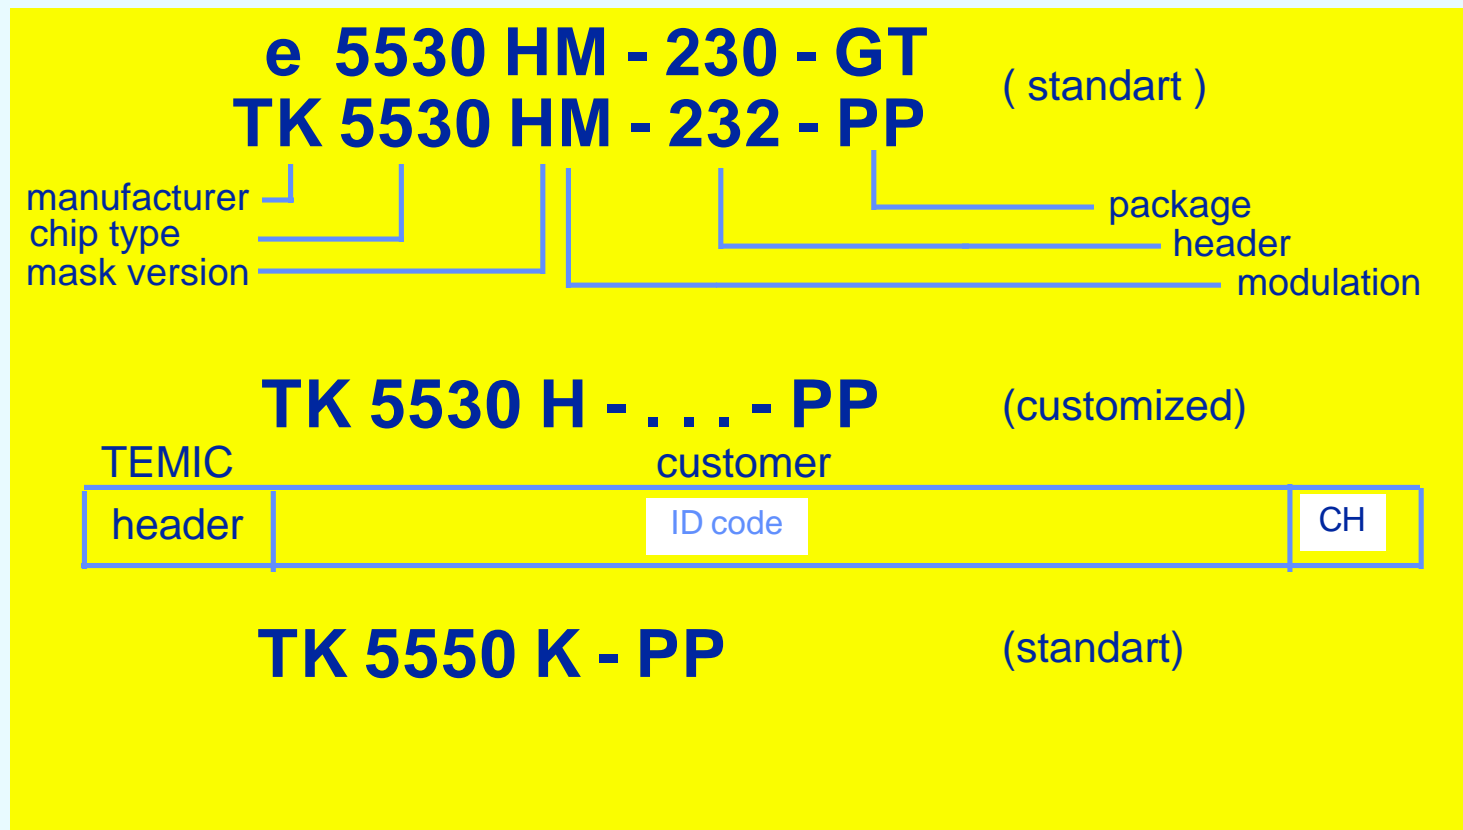 e 5530 HM - 230 - GT
( standart )
TK 5530 HM - 232 - PP
manufacturer
package
chip type
header
mask version
modulation
TK 5530 H - . . . - PP
(customized)
TEMIC
customer
header
ID code
CH
TK 5550 K - PP
(standart)